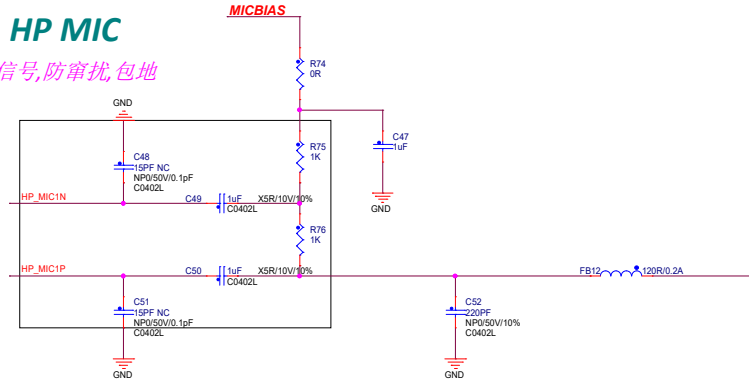 MICBIAS
HP MIC
信号,防窜扰,包地
R74
0R
GND
C47
1uF
GND
R75
1K
C48
15PF NC
NP0/50V/0.1pF
C0402L
HP_MIC1N
C49
1uF
X5R/10V/10%
C0402L
R76
1K
HP_MIC1P
C50
1uF
X5R/10V/10%
C0402L
FB12
120R/0.2A
C51
15PF NC
NP0/50V/0.1pF
C0402L
C52
220PF
NP0/50V/10%
C0402L
GND
GND